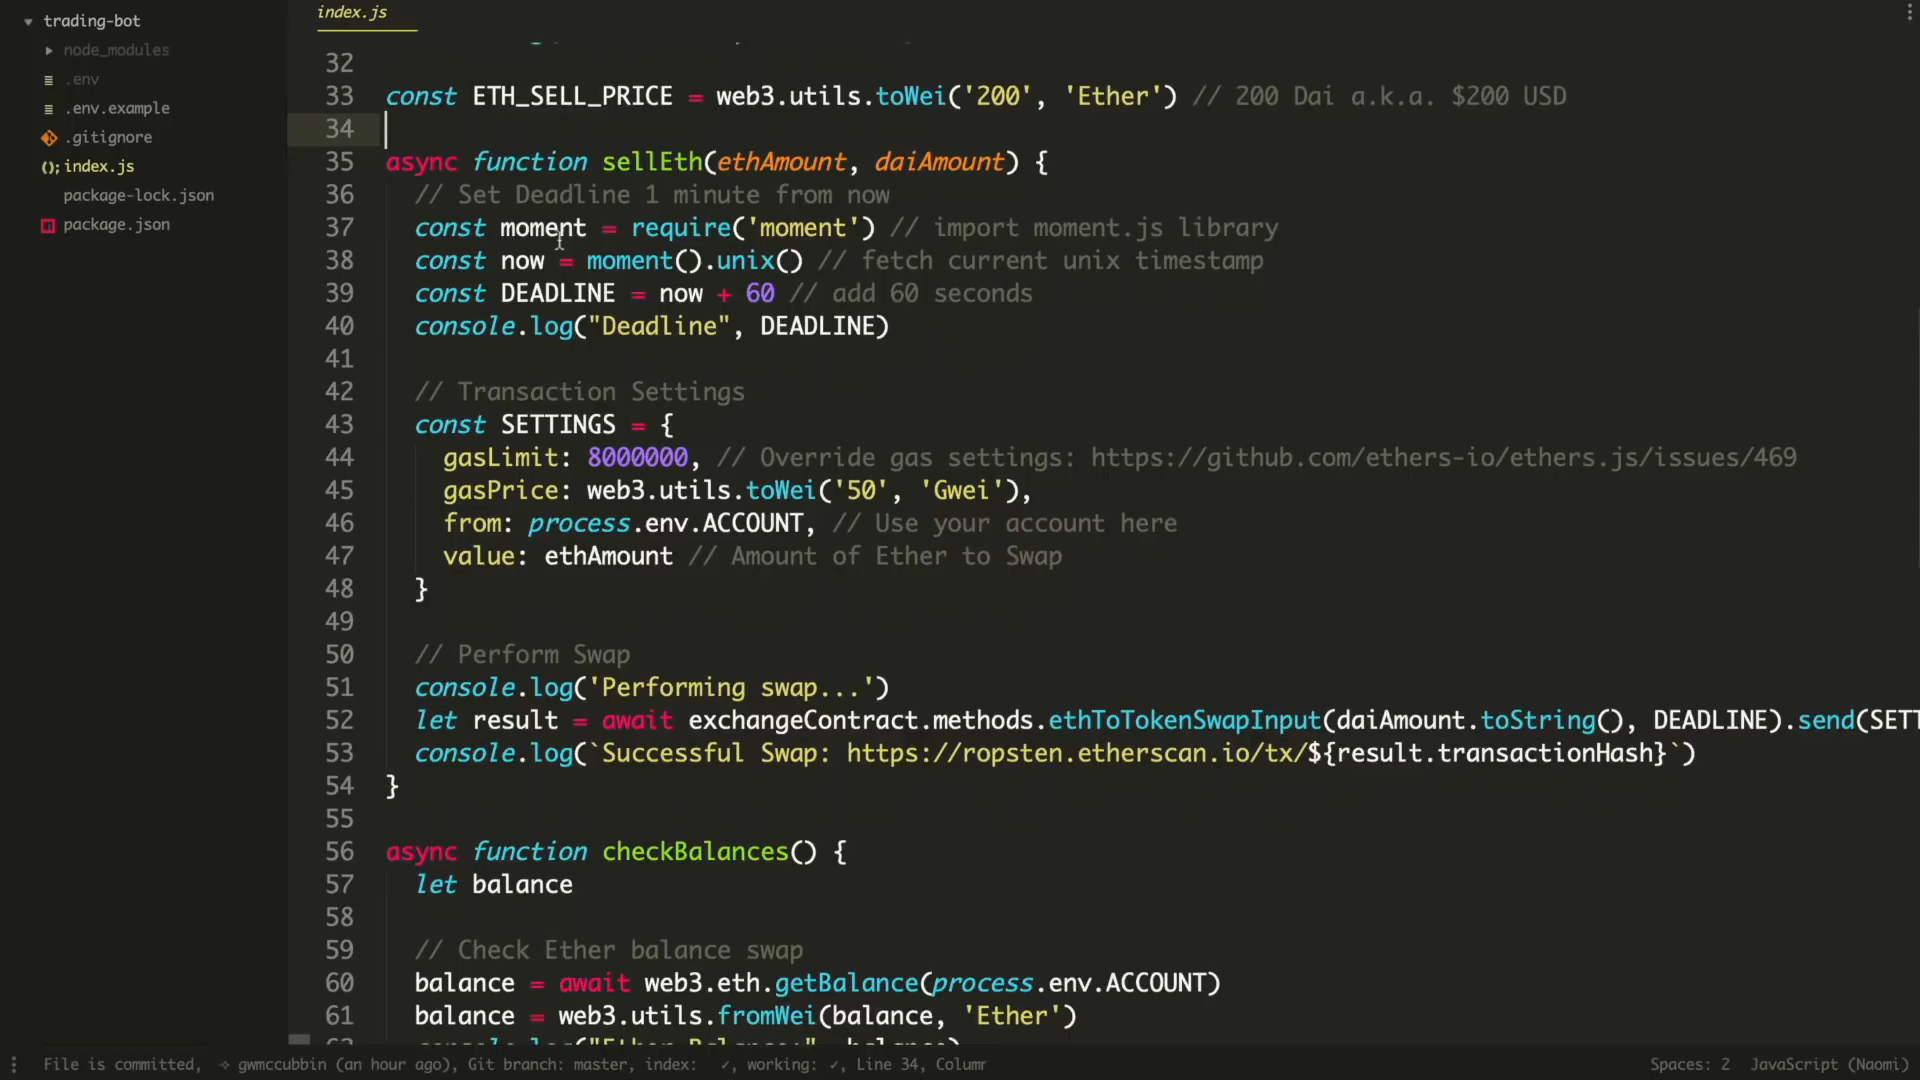 trading-bot
node_modules
.env
.env.example
.gitignore
index.js
package-lock.json
package.json
index.js
32
33 const ETH_SELL_PRICE = web3.utils.toWei('200', 'Ether') // 200 Dai a.k.a. $200 USD
34
35 async function sellEth(ethAmount, daiAmount) {
36 // Set Deadline 1 minute from now
37 const moment = require('moment') // import moment.js library
38 const now = moment().unix() // fetch current unix timestamp
39 const DEADLINE = now + 60 // add 60 seconds
40 console.log("Deadline", DEADLINE)
41
42 // Transaction Settings
43 const SETTINGS = {
44 gasLimit: 8000000, // Override gas settings: https://github.com/ethers-io/ethers.js/issues/469
45 gasPrice: web3.utils.toWei('50', 'Gwei'),
46 from: process.env.ACCOUNT, // Use your account here
47 value: ethAmount // Amount of Ether to Swap
48 }
49
50 // Perform Swap
51 console.log('Performing swap...')
52 let result = await exchangeContract.methods.ethToTokenSwapInput(daiAmount.toString(), DEADLINE).send(SETT
53 console.log(`Successful Swap: https://ropsten.etherscan.io/tx/${result.transactionHash}`)
54 }
55
56 async function checkBalances() {
57 let balance
58
59 // Check Ether balance swap
60 balance = await web3.eth.getBalance(process.env.ACCOUNT)
61 balance = web3.utils.fromWei(balance, 'Ether')
File is committed, ✧ gwmccubbin (an hour ago), Git branch: master, index: ✓, working: ✓, Line 34, Column
Spaces: 2 JavaScript (Naomi)